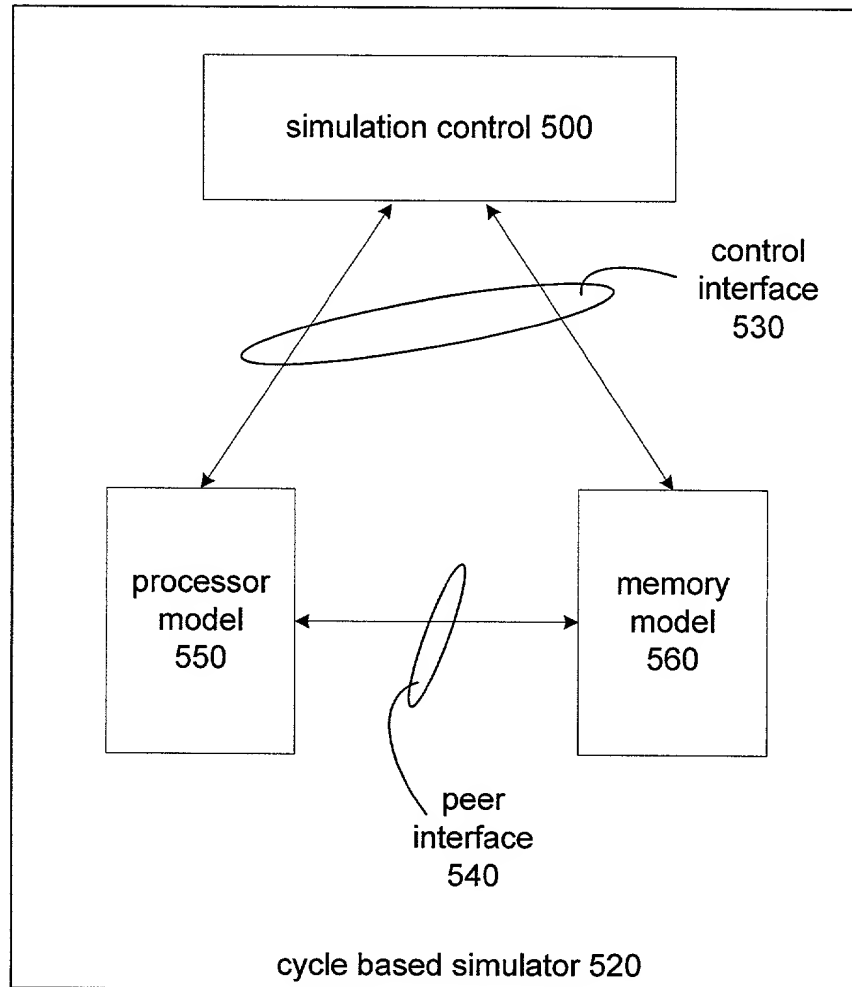 simulation control 500
control
interface
530
processor
model
550
memory
model
560
peer
interface
540
cycle based simulator 520